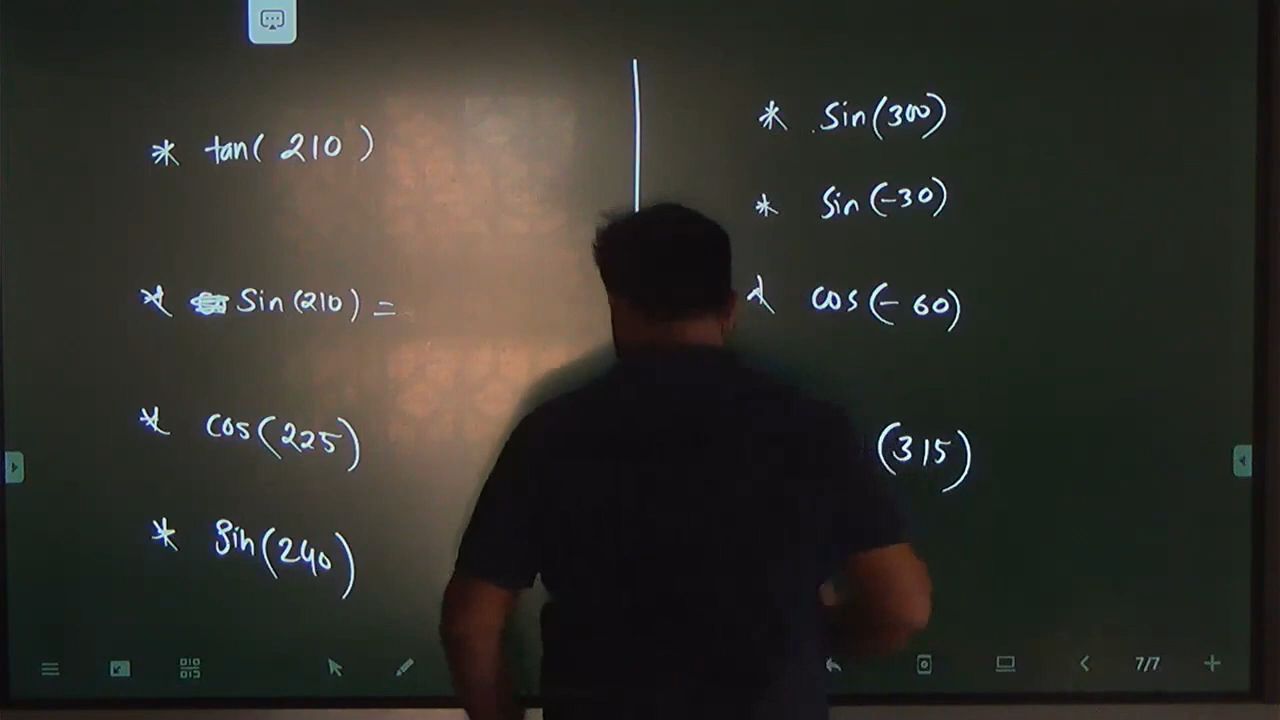 * tan( 210 )
* Sin(210) =
* cos(225)
* Sin(240)
* Sin(300)
* Sin(-30)
* cos(- 60)
(315)
7/7